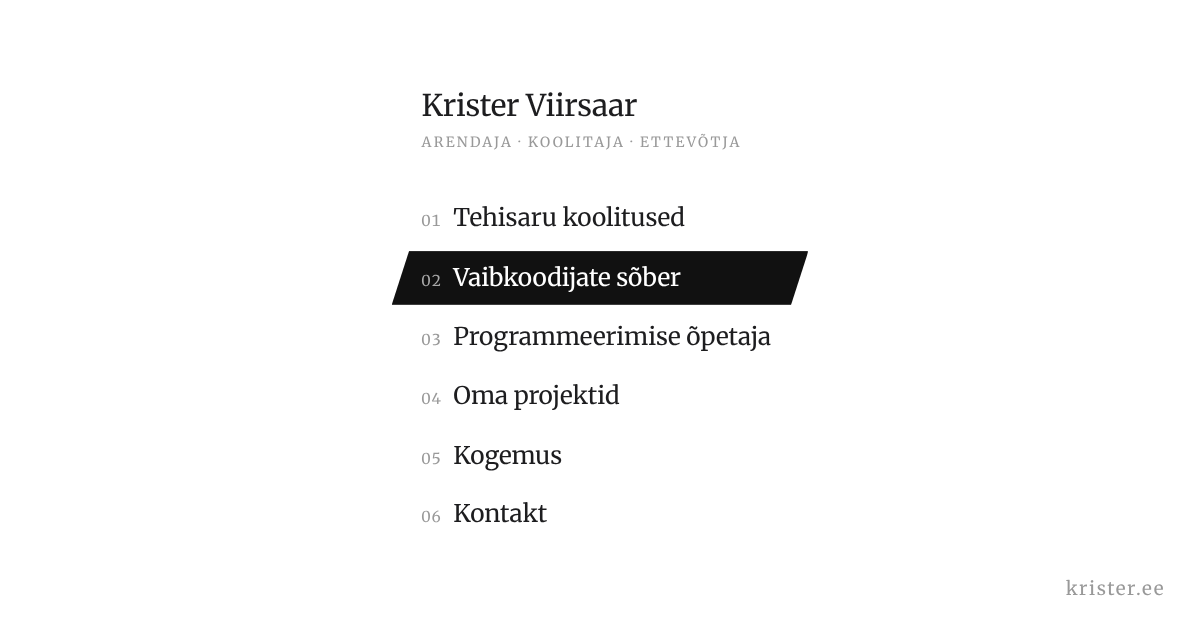 Krister Viirsaar
ARENDAJA · KOOLITAJA · ETTEVÕTJA
01 Tehisaru koolitused
02 Vaibkoodijate sõber
03 Programmeerimise õpetaja
04 Oma projektid
05 Kogemus
06 Kontakt
krister.ee